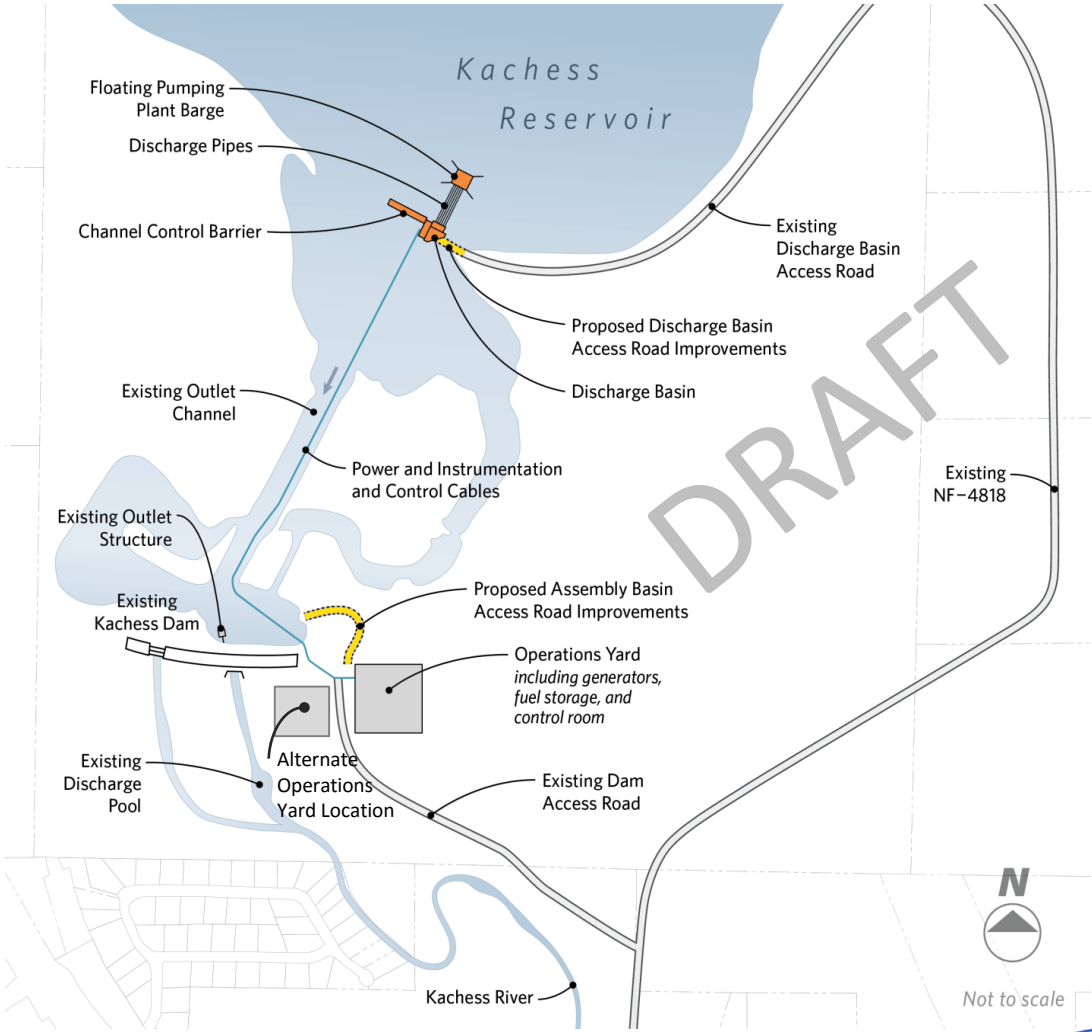 Kachess
Reservoir
Floating Pumping
Plant Barge
Discharge Pipes
Channel Control Barrier
Existing
Discharge Basin
Access Road
Proposed Discharge Basin
Access Road Improvements
Discharge Basin
DRAFT
Existing Outlet
Channel
Power and Instrumentation
and Control Cables
Existing
NF-4818
Existing Outlet
Structure
Existing
Kachess Dam
Proposed Assembly Basin
Access Road Improvements
Operations Yard
including generators,
fuel storage, and
control room
Alternate
Operations
Yard Location
Existing
Discharge
Pool
Existing Dam
Access Road
Kachess River
N
Not to scale